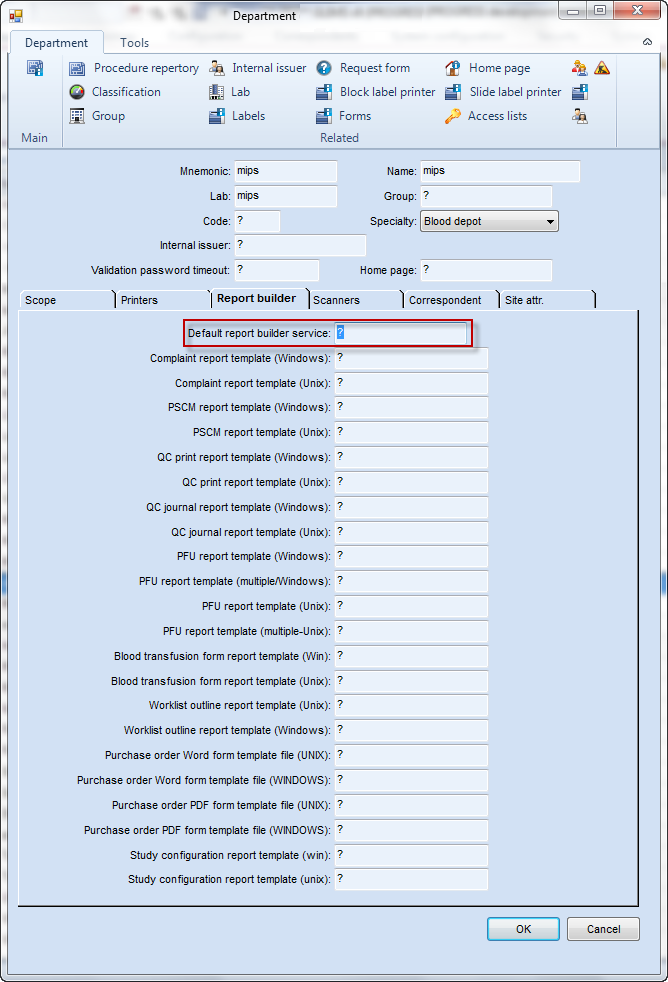 Department
Department Tools
Procedure repertory Internal issuer Request form Home page
Classification Lab Block label printer Slide label printer
Group Labels Forms Access lists
Main Related
Mnemonic: mips Name: mips
Lab: mips Group: ?
Code: ? Specialty: Blood depot
Internal issuer: ?
Validation password timeout: ? Home page: ?
Scope Printers Report builder Scanners Correspondent Site attr.
Default report builder service: ?
Complaint report template (Windows): ?
Complaint report template (Unix): ?
PSCM report template (Windows): ?
PSCM report template (Unix): ?
QC print report template (Windows): ?
QC print report template (Unix): ?
QC journal report template (Windows): ?
QC journal report template (Unix): ?
PFU report template (Windows): ?
PFU report template (multiple/Windows): ?
PFU report template (Unix): ?
PFU report template (multiple-Unix): ?
Blood transfusion form report template (Win): ?
Blood transfusion form report template (Unix): ?
Worklist outline report template (Unix): ?
Worklist outline report template (Windows): ?
Purchase order Word form template file (UNIX): ?
Purchase order Word form template file (WINDOWS): ?
Purchase order PDF form template file (UNIX): ?
Purchase order PDF form template file (WINDOWS): ?
Study configuration report template (win): ?
Study configuration report template (unix): ?
OK Cancel